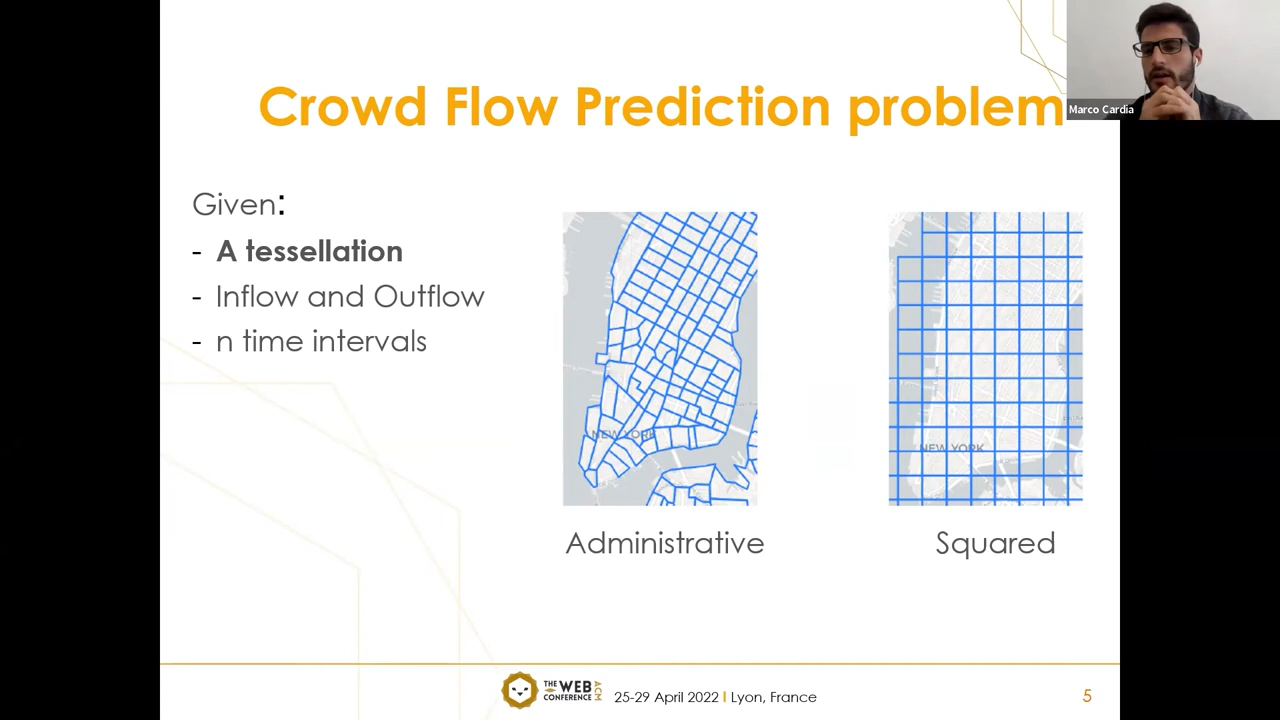 Crowd Flow Prediction problem
Marco Cardia
Given:
- A tessellation
- Inflow and Outflow
- n time intervals
NEW YORK
NEW YORK
Administrative
Squared
THE WEB CONFERENCE ACM
25-29 April 2022 | Lyon, France
5